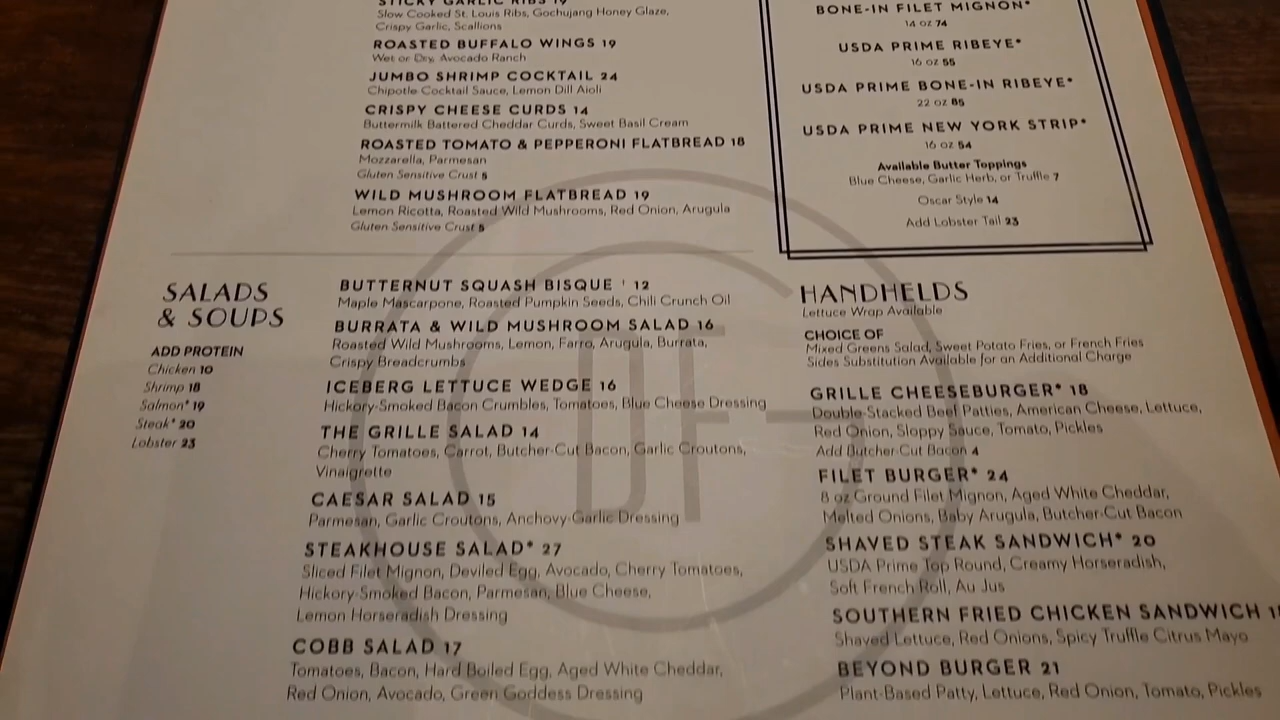 STICKY GARLIC RIBS 19
Slow Cooked St. Louis Ribs, Gochujang Honey Glaze,
Crispy Garlic, Scallions
ROASTED BUFFALO WINGS 19
Wet or Dry, Avocado Ranch
JUMBO SHRIMP COCKTAIL 24
Chipotle Cocktail Sauce, Lemon Dill Aioli
CRISPY CHEESE CURDS 14
Buttermilk Battered Cheddar Curds, Sweet Basil Cream
ROASTED TOMATO & PEPPERONI FLATBREAD 18
Mozzarella, Parmesan
Gluten Sensitive Crust 5
WILD MUSHROOM FLATBREAD 19
Lemon Ricotta, Roasted Wild Mushrooms, Red Onion, Arugula
Gluten Sensitive Crust 5
BONE-IN FILET MIGNON*
14 oz 74
USDA PRIME RIBEYE*
16 oz 55
USDA PRIME BONE-IN RIBEYE*
22 oz 85
USDA PRIME NEW YORK STRIP*
16 oz 54
Available Butter Toppings
Blue Cheese, Garlic Herb, or Truffle 7
Oscar Style 14
Add Lobster Tail 23
SALADS
& SOUPS
ADD PROTEIN
Chicken 10
Shrimp 18
Salmon* 19
Steak* 20
Lobster 23
BUTTERNUT SQUASH BISQUE 12
Maple Mascarpone, Roasted Pumpkin Seeds, Chili Crunch Oil
BURRATA & WILD MUSHROOM SALAD 16
Roasted Wild Mushrooms, Lemon, Farro, Arugula, Burrata,
Crispy Breadcrumbs
ICEBERG LETTUCE WEDGE 16
Hickory-Smoked Bacon Crumbles, Tomatoes, Blue Cheese Dressing
THE GRILLE SALAD 14
Cherry Tomatoes, Carrot, Butcher-Cut Bacon, Garlic Croutons,
Vinaigrette
CAESAR SALAD 15
Parmesan, Garlic Croutons, Anchovy-Garlic Dressing
STEAKHOUSE SALAD* 27
Sliced Filet Mignon, Deviled Egg, Avocado, Cherry Tomatoes,
Hickory-Smoked Bacon, Parmesan, Blue Cheese,
Lemon Horseradish Dressing
COBB SALAD 17
Tomatoes, Bacon, Hard Boiled Egg, Aged White Cheddar,
Red Onion, Avocado, Green Goddess Dressing
HANDHELDS
Lettuce Wrap Available
CHOICE OF
Mixed Greens Salad, Sweet Potato Fries, or French Fries
Sides Substitution Available for an Additional Charge
GRILLE CHEESEBURGER* 18
Double-Stacked Beef Patties, American Cheese, Lettuce,
Red Onion, Sloppy Sauce, Tomato, Pickles
Add Butcher-Cut Bacon 4
FILET BURGER* 24
8 oz Ground Filet Mignon, Aged White Cheddar,
Melted Onions, Baby Arugula, Butcher-Cut Bacon
SHAVED STEAK SANDWICH* 20
USDA Prime Top Round, Creamy Horseradish,
Soft French Roll, Au Jus
SOUTHERN FRIED CHICKEN SANDWICH
Shaved Lettuce, Red Onions, Spicy Truffle Citrus Mayo
BEYOND BURGER 21
Plant-Based Patty, Lettuce, Red Onion, Tomato, Pickles